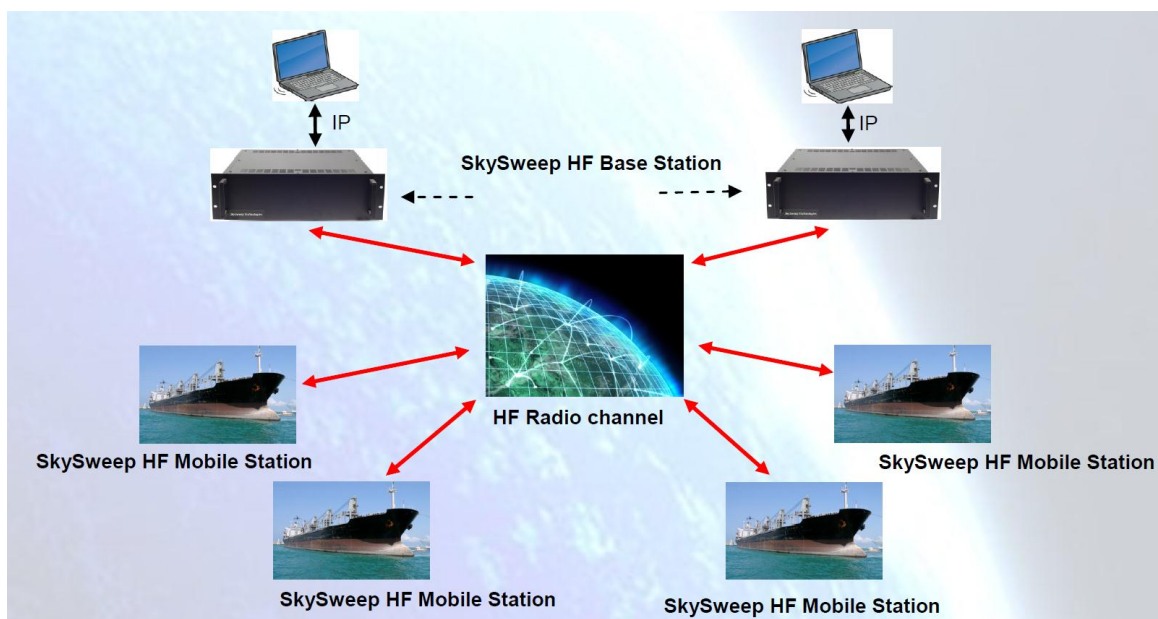 IP
IP
SkySweep HF Base Station
HF Radio channel
SkySweep HF Mobile Station
SkySweep HF Mobile Station
SkySweep HF Mobile Station
SkySweep HF Mobile Station